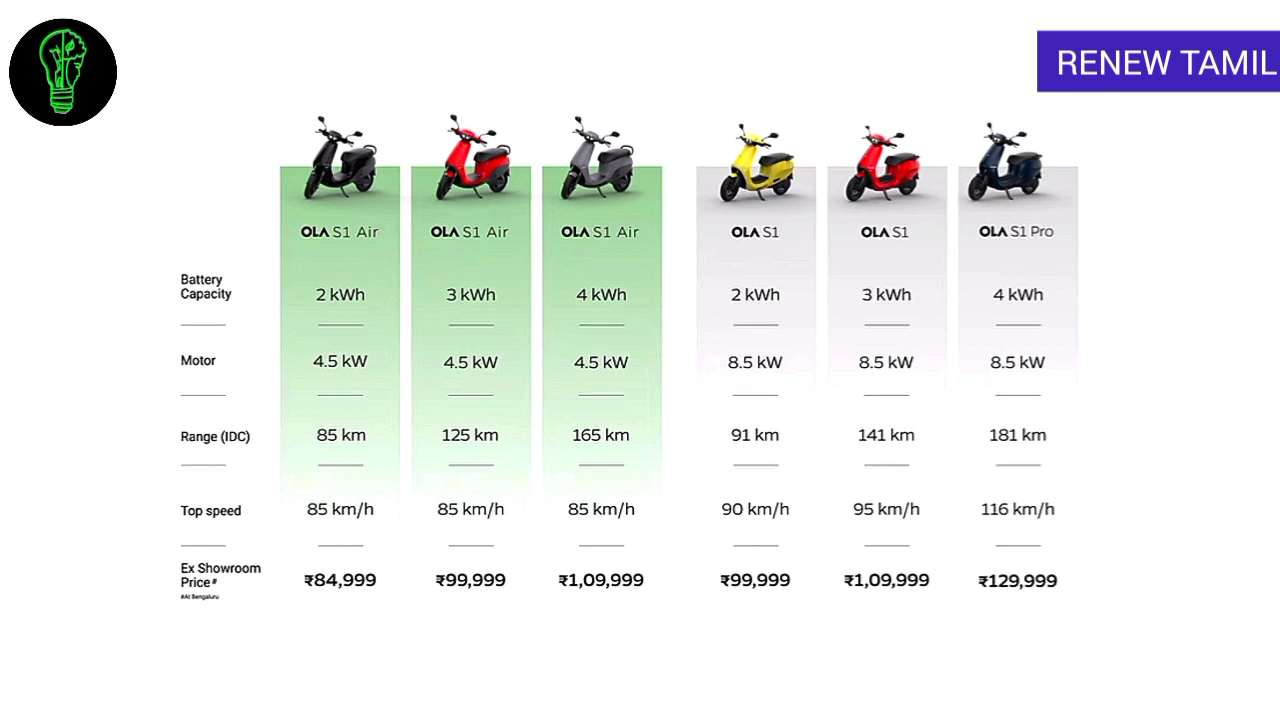 RENEW TAMIL
OLA S1 Air OLA S1 Air OLA S1 Air OLA S1 OLA S1 OLA S1 Pro
Battery
Capacity 2 kWh 3 kWh 4 kWh 2 kWh 3 kWh 4 kWh
Motor 4.5 kW 4.5 kW 4.5 kW 8.5 kW 8.5 kW 8.5 kW
Range (IDC) 85 km 125 km 165 km 91 km 141 km 181 km
Top speed 85 km/h 85 km/h 85 km/h 90 km/h 95 km/h 116 km/h
Ex Showroom
Price# ₹84,999 ₹99,999 ₹1,09,999 ₹99,999 ₹1,09,999 ₹129,999
#At Bengaluru